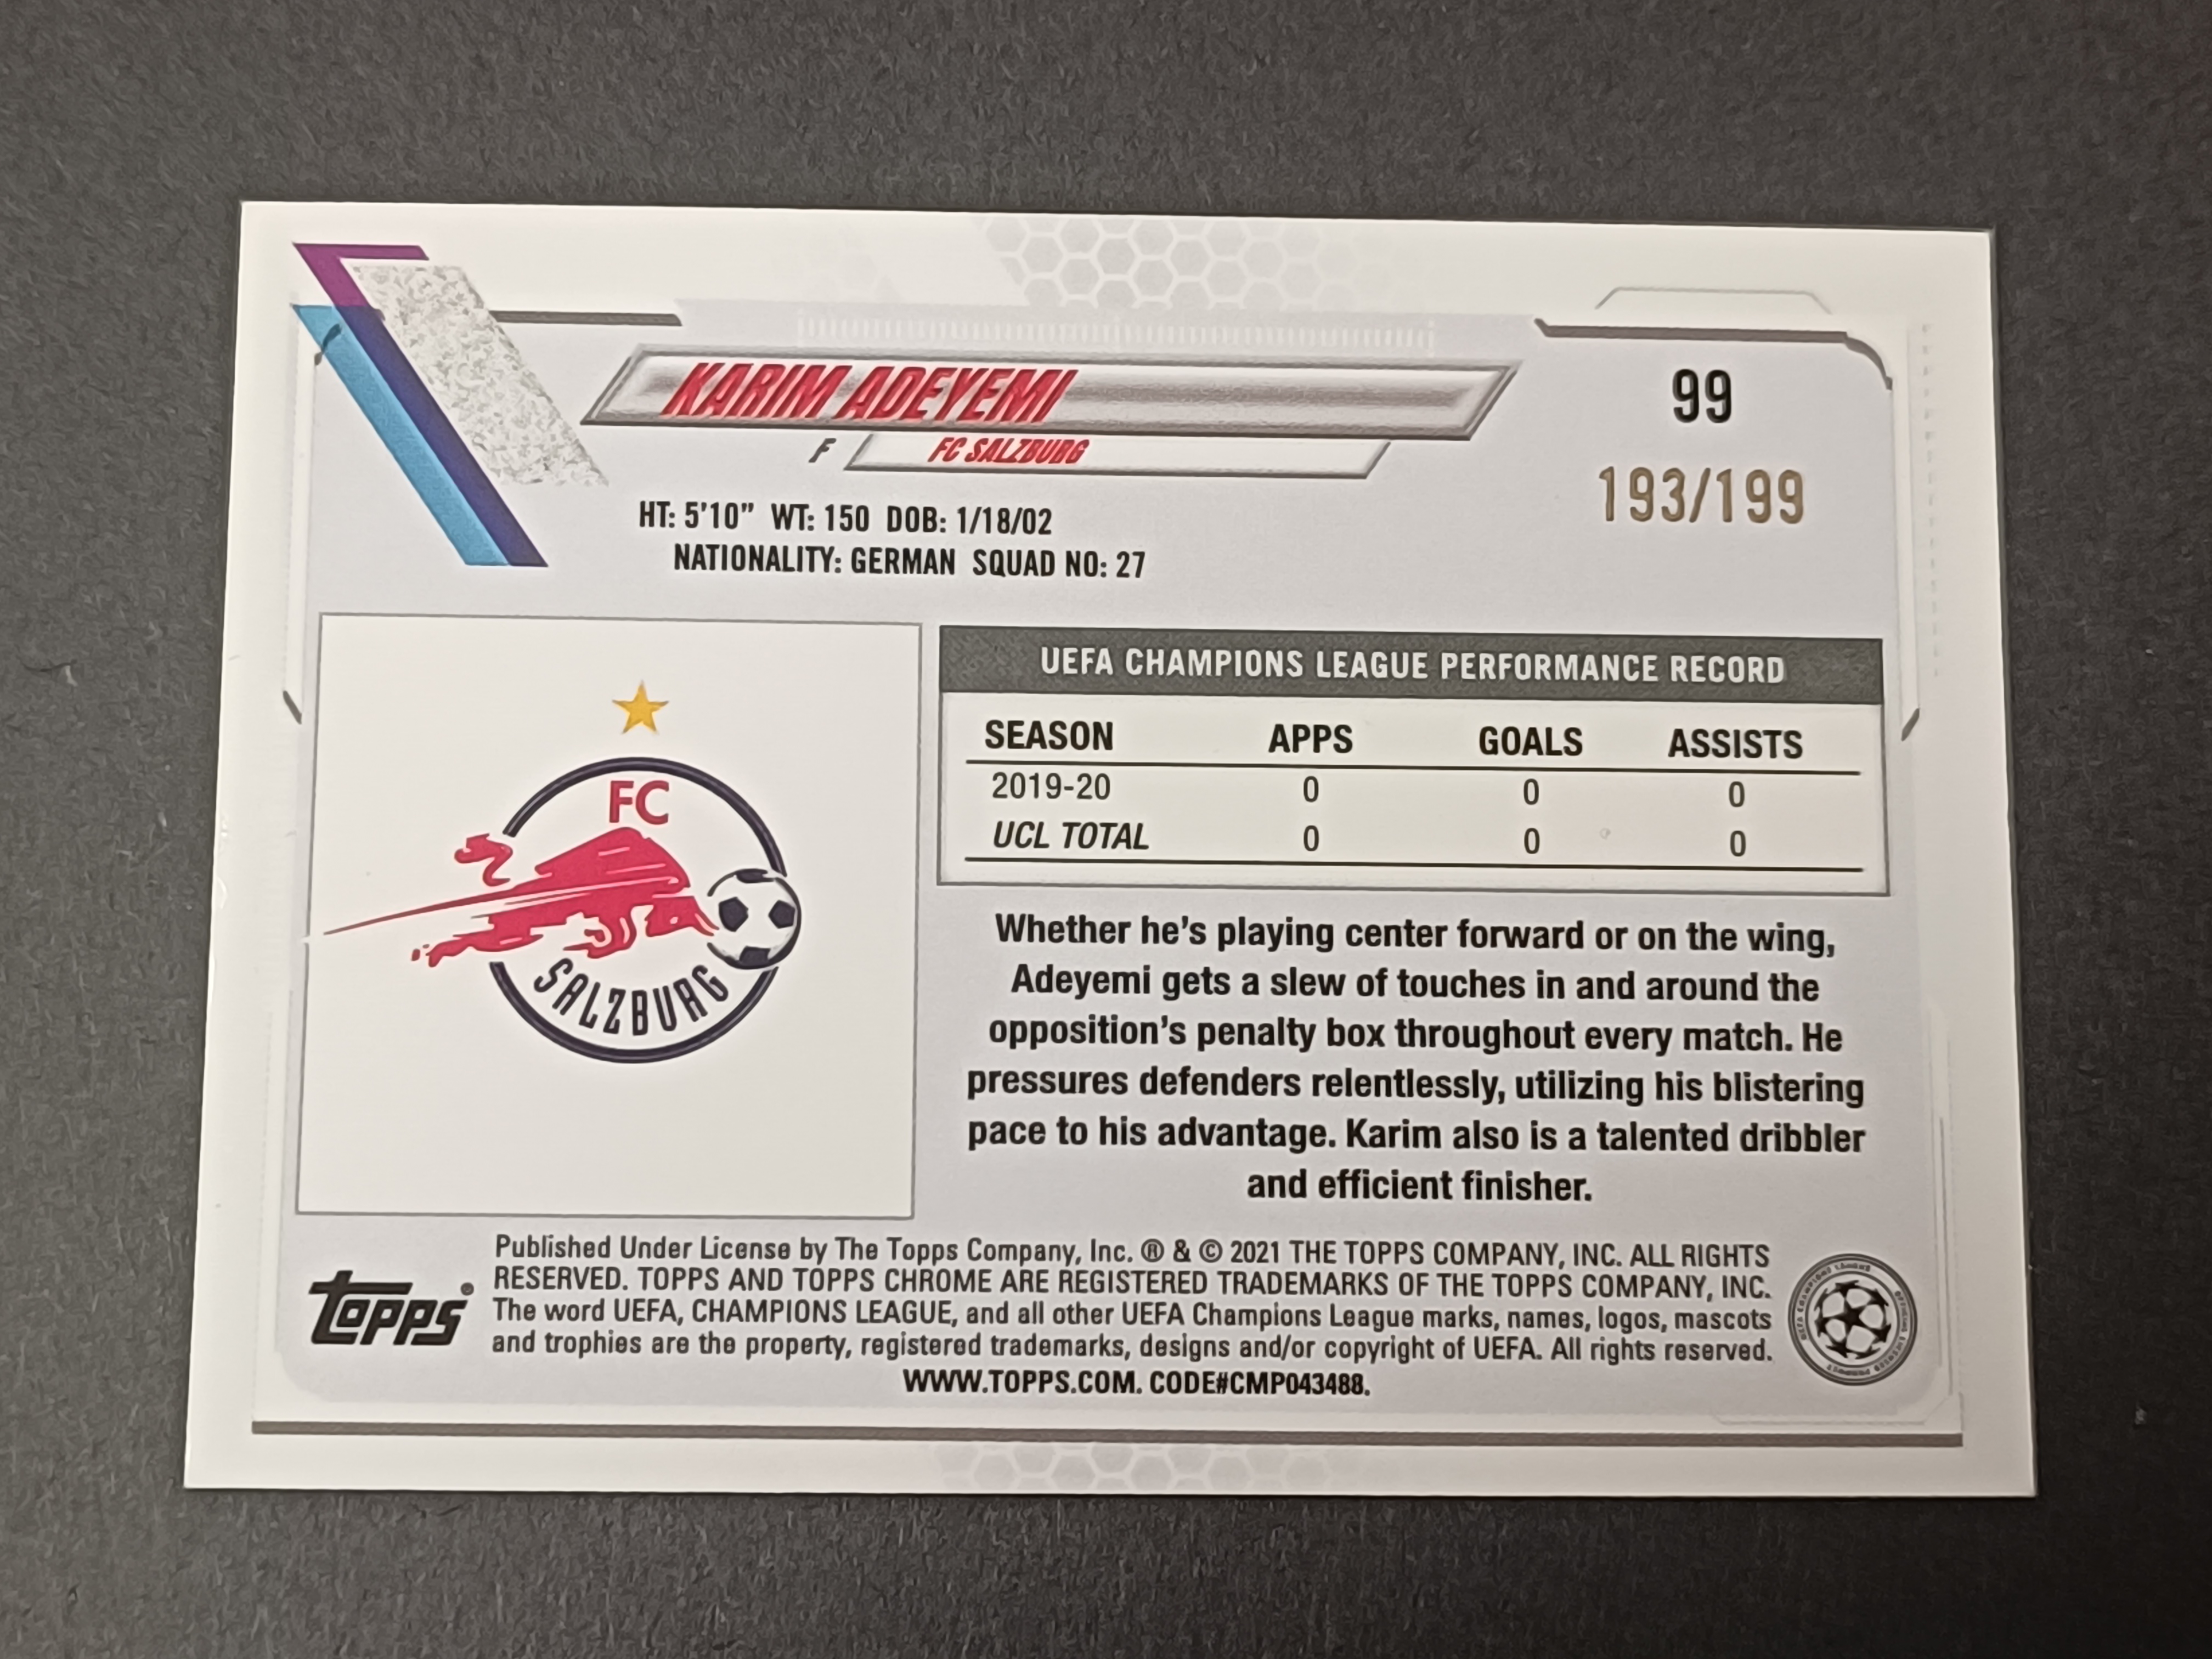 KARIM ADEYEMI
99
F FC SALZBURG
193/199
HT: 5'10” WT: 150 DOB: 1/18/02
NATIONALITY: GERMAN SQUAD NO: 27
FC
SALZBURG
UEFA CHAMPIONS LEAGUE PERFORMANCE RECORD
SEASON APPS GOALS ASSISTS
2019-20 0 0 0
UCL TOTAL 0 0 0
Whether he's playing center forward or on the wing,
Adeyemi gets a slew of touches in and around the
opposition's penalty box throughout every match. He
pressures defenders relentlessly, utilizing his blistering
pace to his advantage. Karim also is a talented dribbler
and efficient finisher.
TOPPS®
Published Under License by The Topps Company, Inc. ® & © 2021 THE TOPPS COMPANY, INC. ALL RIGHTS
RESERVED. TOPPS AND TOPPS CHROME ARE REGISTERED TRADEMARKS OF THE TOPPS COMPANY, INC.
The word UEFA, CHAMPIONS LEAGUE, and all other UEFA Champions League marks, names, logos, mascots
and trophies are the property, registered trademarks, designs and/or copyright of UEFA. All rights reserved.
WWW.TOPPS.COM. CODE#CMP043488.